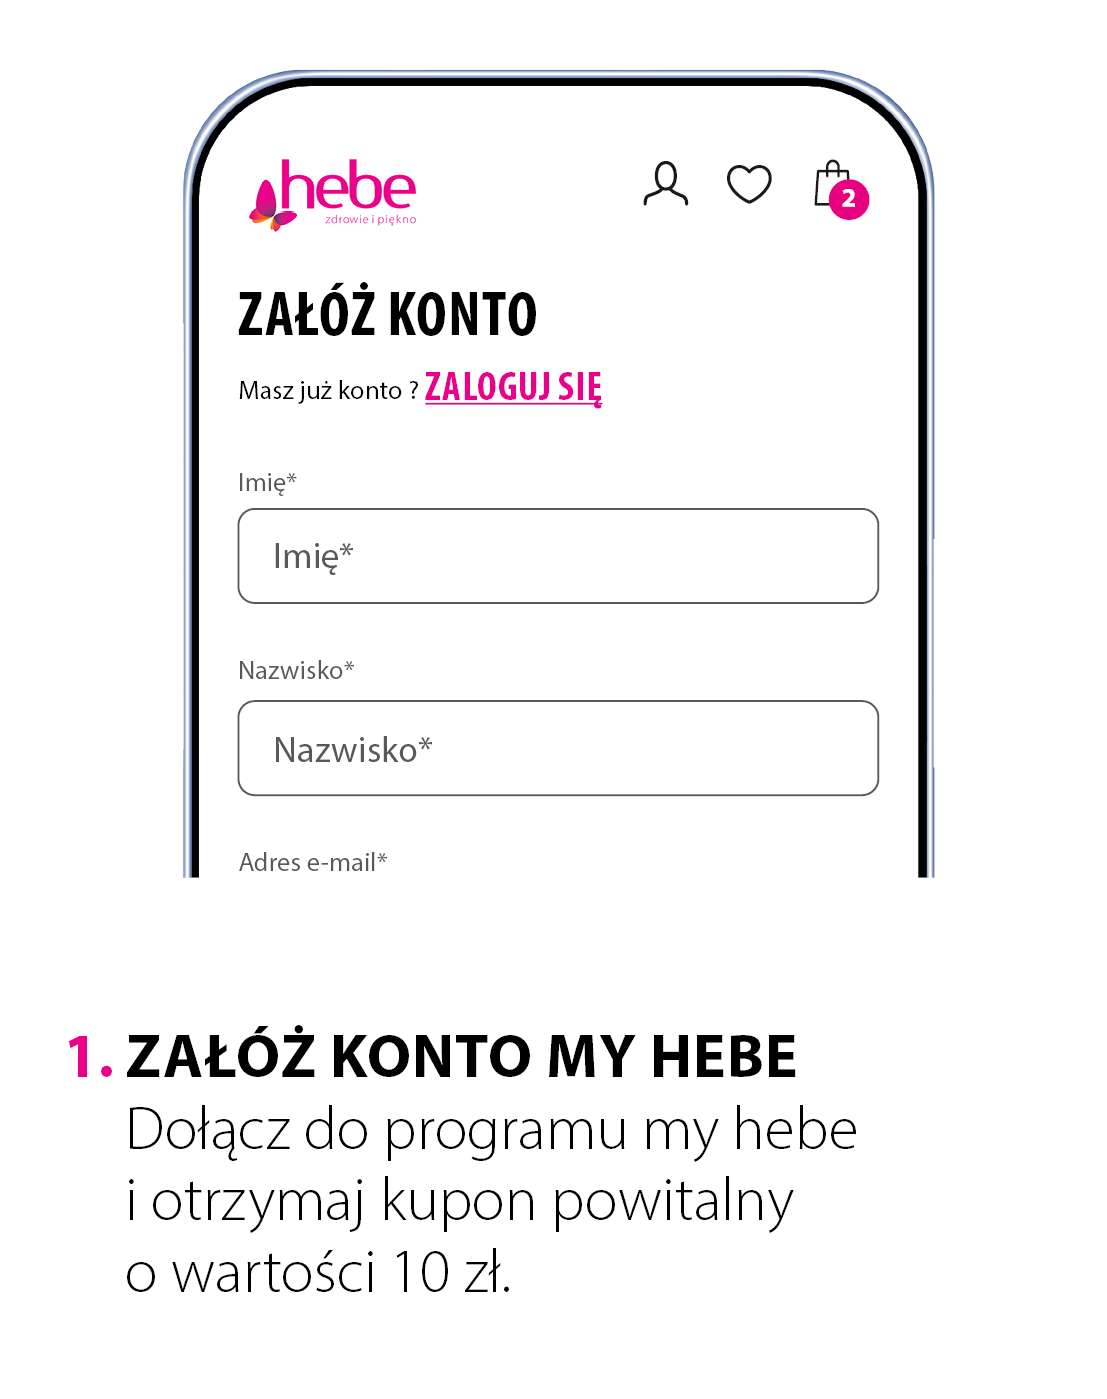 hebe
zdrowie i piękno
2
ZAŁÓŻ KONTO
Masz już konto ? ZALOGUJ SIĘ
Imię*
Imię*
Nazwisko*
Nazwisko*
Adres e-mail*
1. ZAŁÓŻ KONTO MY HEBE
Dołącz do programu my hebe
i otrzymaj kupon powitalny
o wartości 10 zł.